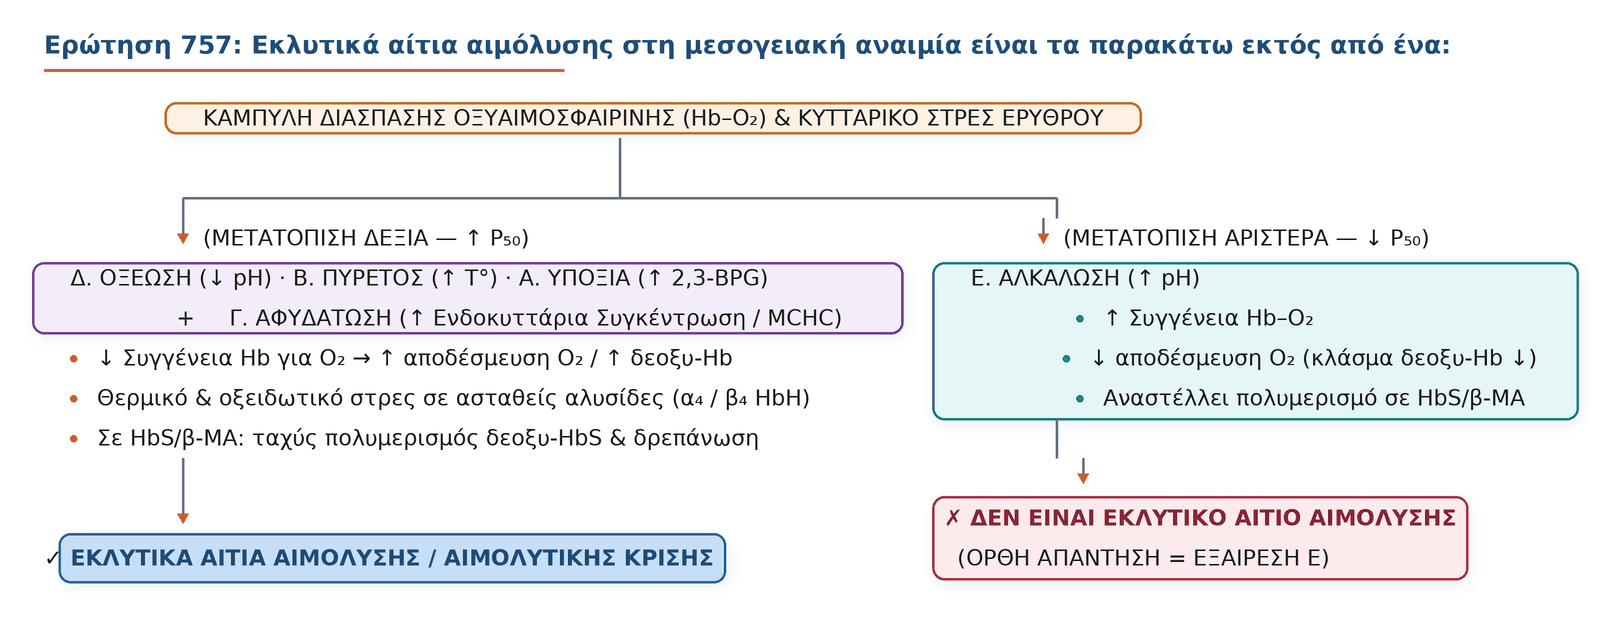 Ερώτηση 757: Εκλυτικά αίτια αιμόλυσης στη μεσογειακή αναιμία είναι τα παρακάτω εκτός από ένα:
ΚΑΜΠΥΛΗ ΔΙΑΣΠΑΣΗΣ ΟΞΥΑΙΜΟΣΦΑΙΡΙΝΗΣ (Hb–O₂) & ΚΥΤΤΑΡΙΚΟ ΣΤΡΕΣ ΕΡΥΘΡΟΥ
(ΜΕΤΑΤΟΠΙΣΗ ΔΕΞΙΑ — ↑ P₅₀)
Δ. ΟΞΕΩΣΗ (↓ pH) · Β. ΠΥΡΕΤΟΣ (↑ T°) · Α. ΥΠΟΞΙΑ (↑ 2,3-BPG)
+ Γ. ΑΦΥΔΑΤΩΣΗ (↑ Ενδοκυττάρια Συγκέντρωση / MCHC)
• ↓ Συγγένεια Hb για O₂ → ↑ αποδέσμευση O₂ / ↑ δεοξυ-Hb
• Θερμικό & οξειδωτικό στρες σε ασταθείς αλυσίδες (α₄ / β₄ HbH)
• Σε HbS/β-ΜΑ: ταχύς πολυμερισμός δεοξυ-HbS & δρεπάνωση
✓ ΕΚΛΥΤΙΚΑ ΑΙΤΙΑ ΑΙΜΟΛΥΣΗΣ / ΑΙΜΟΛΥΤΙΚΗΣ ΚΡΙΣΗΣ
(ΜΕΤΑΤΟΠΙΣΗ ΑΡΙΣΤΕΡΑ — ↓ P₅₀)
Ε. ΑΛΚΑΛΩΣΗ (↑ pH)
• ↑ Συγγένεια Hb–O₂
• ↓ αποδέσμευση O₂ (κλάσμα δεοξυ-Hb ↓)
• Αναστέλλει πολυμερισμό σε HbS/β-ΜΑ
✗ ΔΕΝ ΕΙΝΑΙ ΕΚΛΥΤΙΚΟ ΑΙΤΙΟ ΑΙΜΟΛΥΣΗΣ
(ΟΡΘΗ ΑΠΑΝΤΗΣΗ = ΕΞΑΙΡΕΣΗ Ε)